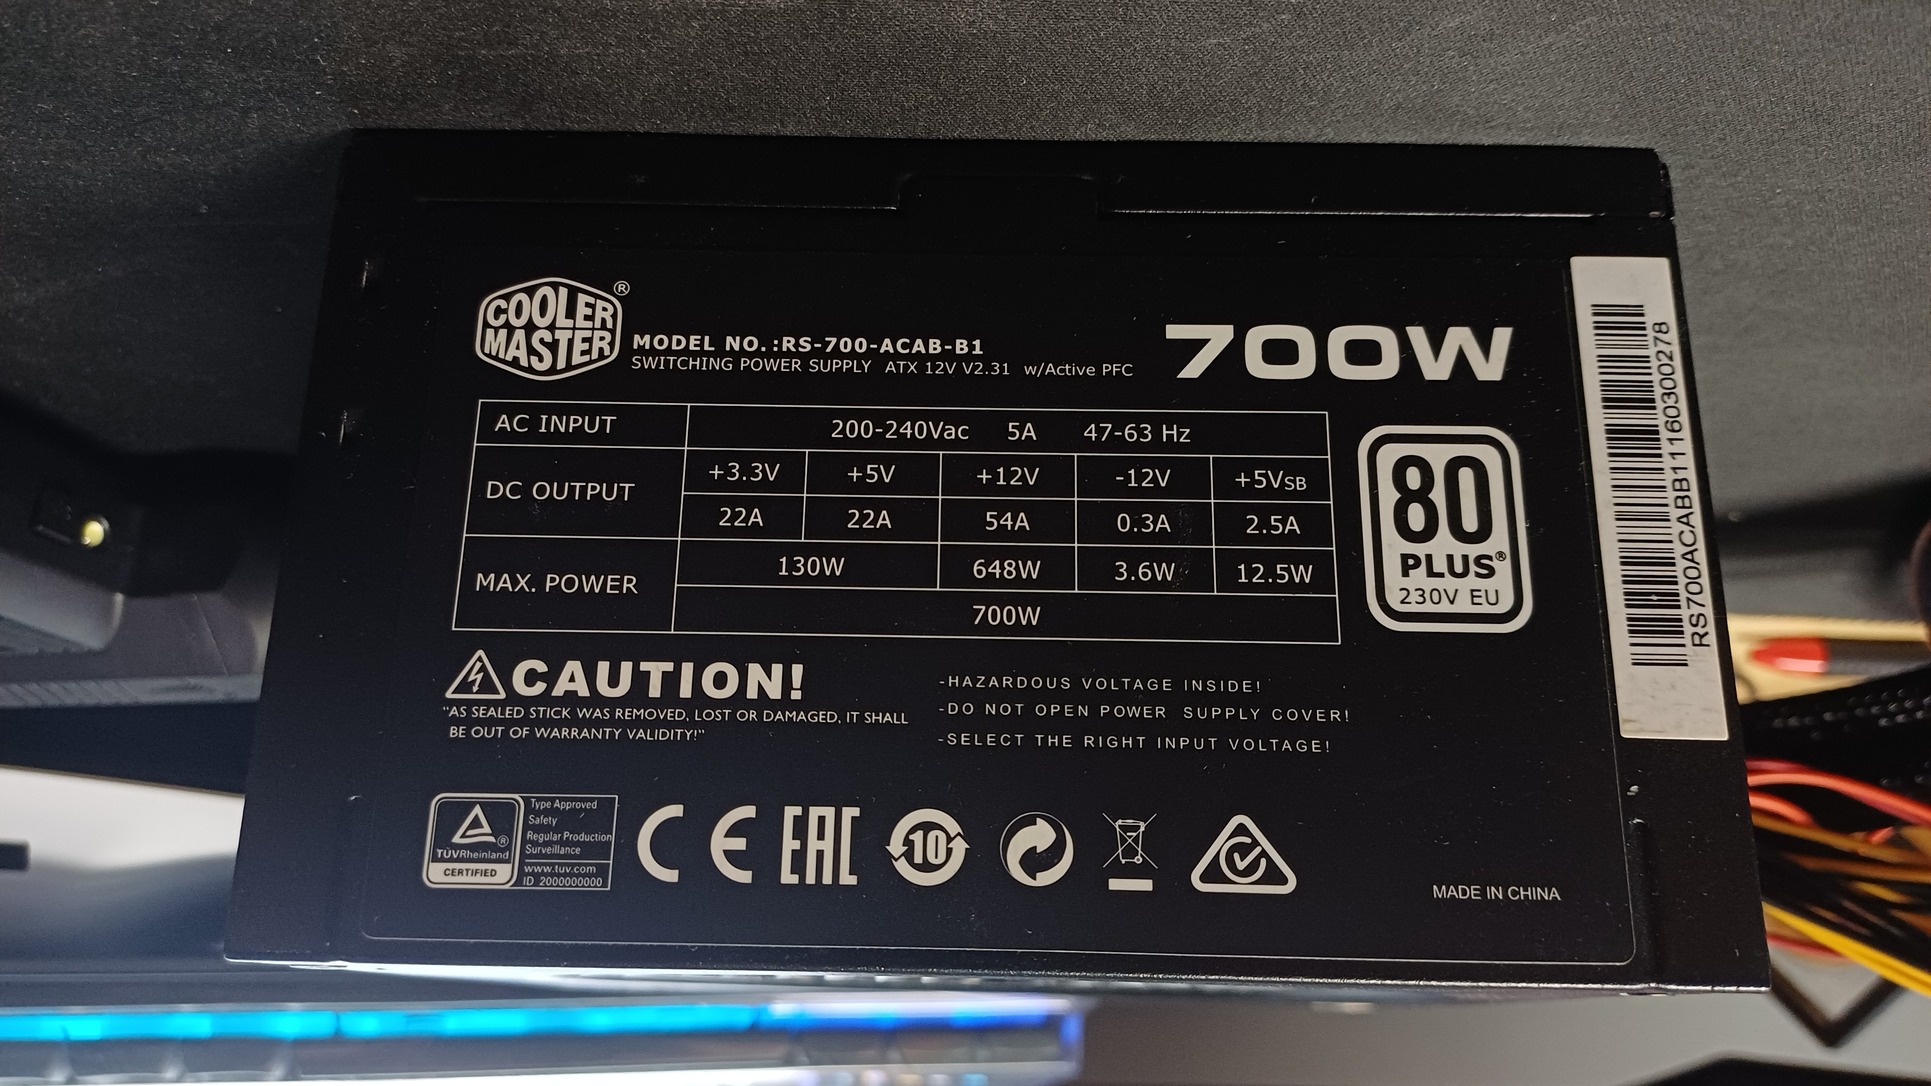 COOLER
MASTER®
MODEL NO.:RS-700-ACAB-B1
SWITCHING POWER SUPPLY ATX 12V V2.31 w/Active PFC
700W
AC INPUT 200-240Vac 5A 47-63 Hz
DC OUTPUT +3.3V +5V +12V -12V +5VSB
22A 22A 54A 0.3A 2.5A
MAX. POWER 130W 648W 3.6W 12.5W
700W
80
PLUS®
230V EU
RS700ACABB1116030027​8
CAUTION!
"AS SEALED STICK WAS REMOVED, LOST OR DAMAGED, IT SHALL
BE OUT OF WARRANTY VALIDITY!"
-HAZARDOUS VOLTAGE INSIDE!
-DO NOT OPEN POWER SUPPLY COVER!
-SELECT THE RIGHT INPUT VOLTAGE!
TÜVRheinland®
CERTIFIED
Type Approved
Safety
Regular Production
Surveillance
www.tuv.com
ID 2000000000
CE
EAC
10
MADE IN CHINA